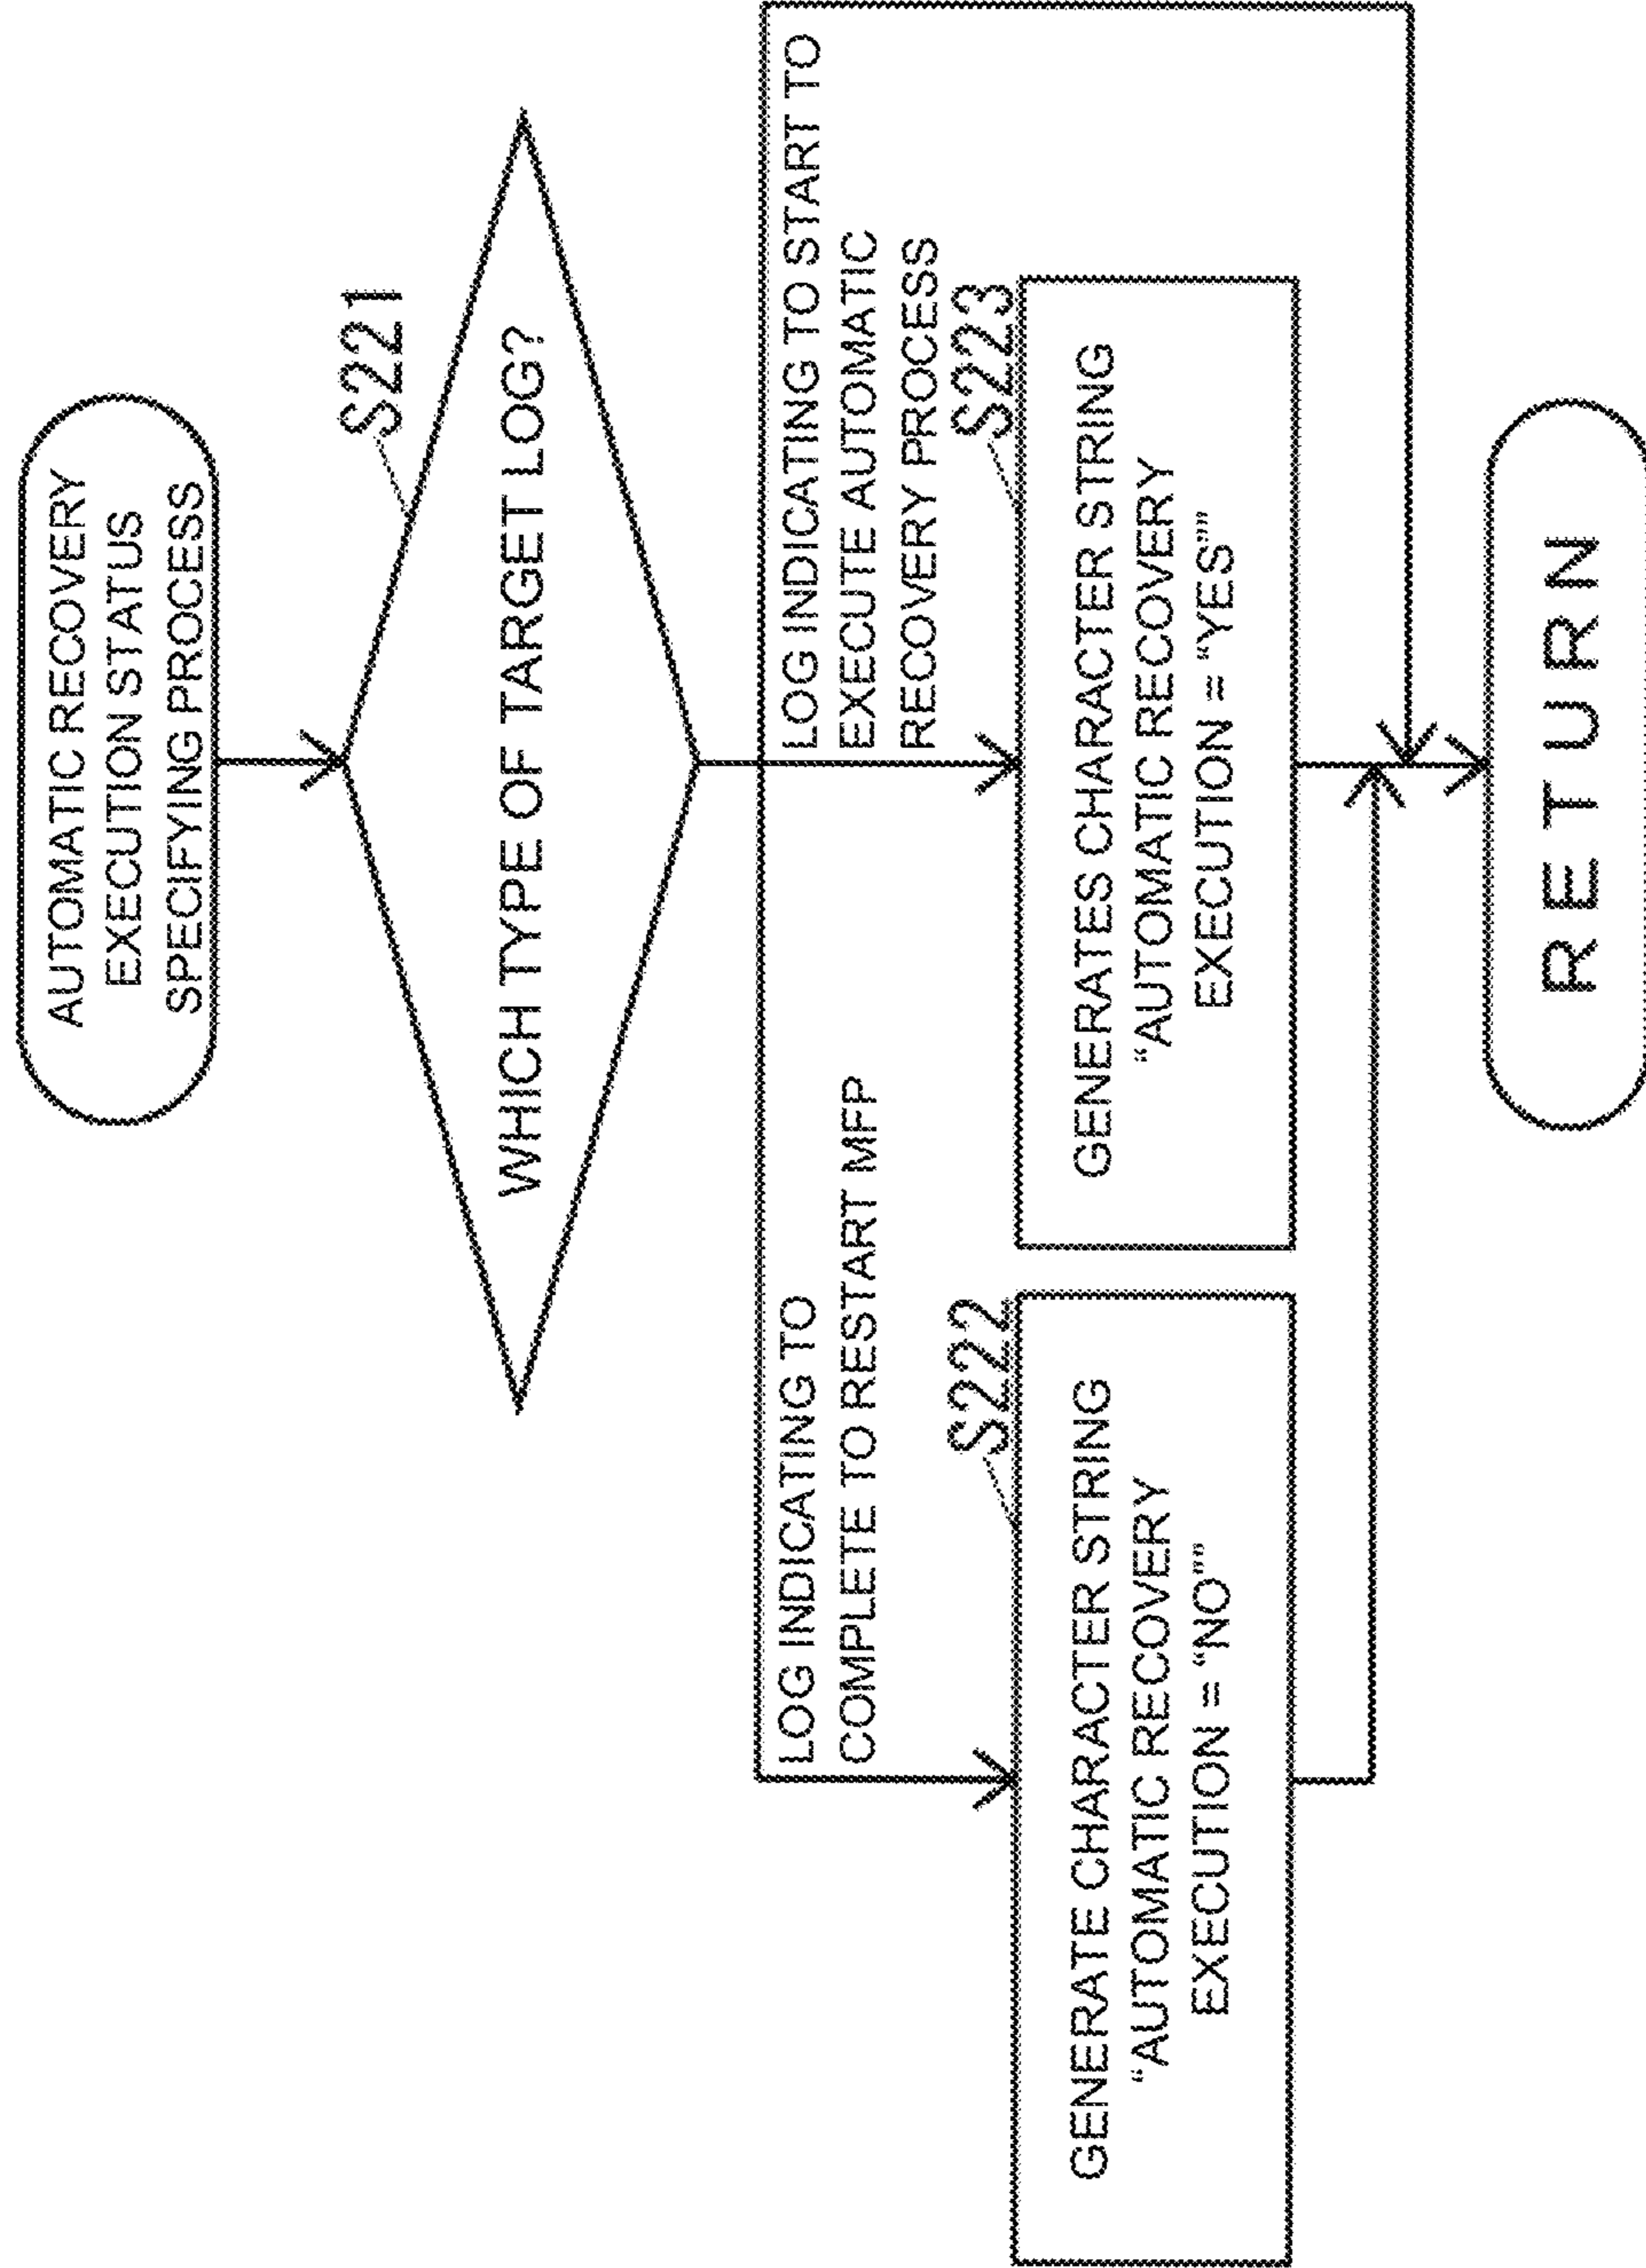 AUTOMATIC RECOVERY
EXECUTION STATUS
SPECIFYING PROCESS
S221
WHICH TYPE OF TARGET LOG?
LOG INDICATING TO
COMPLETE TO RESTART MFP
LOG INDICATING TO START TO
EXECUTE AUTOMATIC
RECOVERY PROCESS
S222
GENERATE CHARACTER STRING
“AUTOMATIC RECOVERY
EXECUTION = “NO””
S223
GENERATES CHARACTER STRING
“AUTOMATIC RECOVERY
EXECUTION = “YES””
RETURN